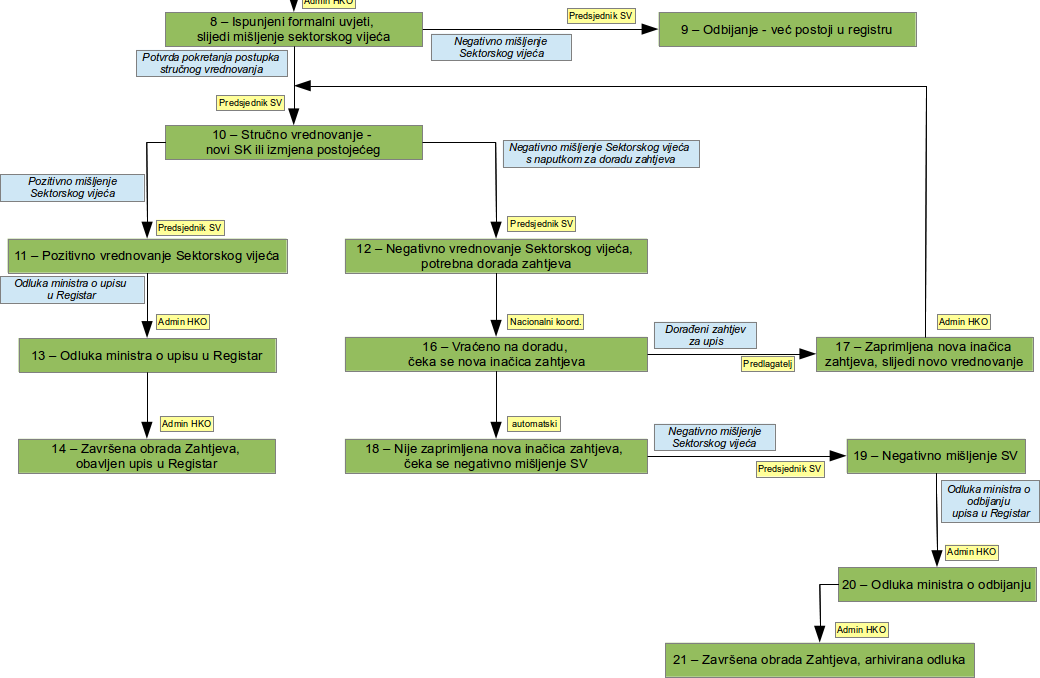 Admin HKO
8 – Ispunjeni formalni uvjeti,
slijedi mišljenje sektorskog vijeća
Predsjednik SV
Negativno mišljenje
Sektorskog vijeća
9 – Odbijanje - već postoji u registru
Potvrda pokretanja postupka
stručnog vrednovanja
Predsjednik SV
10 – Stručno vrednovanje -
novi SK ili izmjena postojećeg
Negativno mišljenje Sektorskog vijeća
s naputkom za doradu zahtjeva
Pozitivno mišljenje
Sektorskog vijeća
Predsjednik SV
Predsjednik SV
11 – Pozitivno vrednovanje Sektorskog vijeća
12 – Negativno vrednovanje Sektorskog vijeća,
potrebna dorada zahtjeva
Odluka ministra o upisu
u Registar
Admin HKO
Nacionalni koord.
Admin HKO
Dorađeni zahtjev
za upis
13 – Odluka ministra o upisu u Registar
16 – Vraćeno na doradu,
čeka se nova inačica zahtjeva
Predlagatelj
17 – Zaprimljena nova inačica
zahtjeva, slijedi novo vrednovanje
Admin HKO
automatski
Negativno mišljenje
Sektorskog vijeća
14 – Završena obrada Zahtjeva,
obavljen upis u Registar
18 – Nije zaprimljena nova inačica zahtjeva,
čeka se negativno mišljenje SV
Predsjednik SV
19 – Negativno mišljenje SV
Odluka ministra o
odbijanju
upisa u Registar
Admin HKO
20 – Odluka ministra o odbijanju
Admin HKO
21 – Završena obrada Zahtjeva, arhivirana odluka